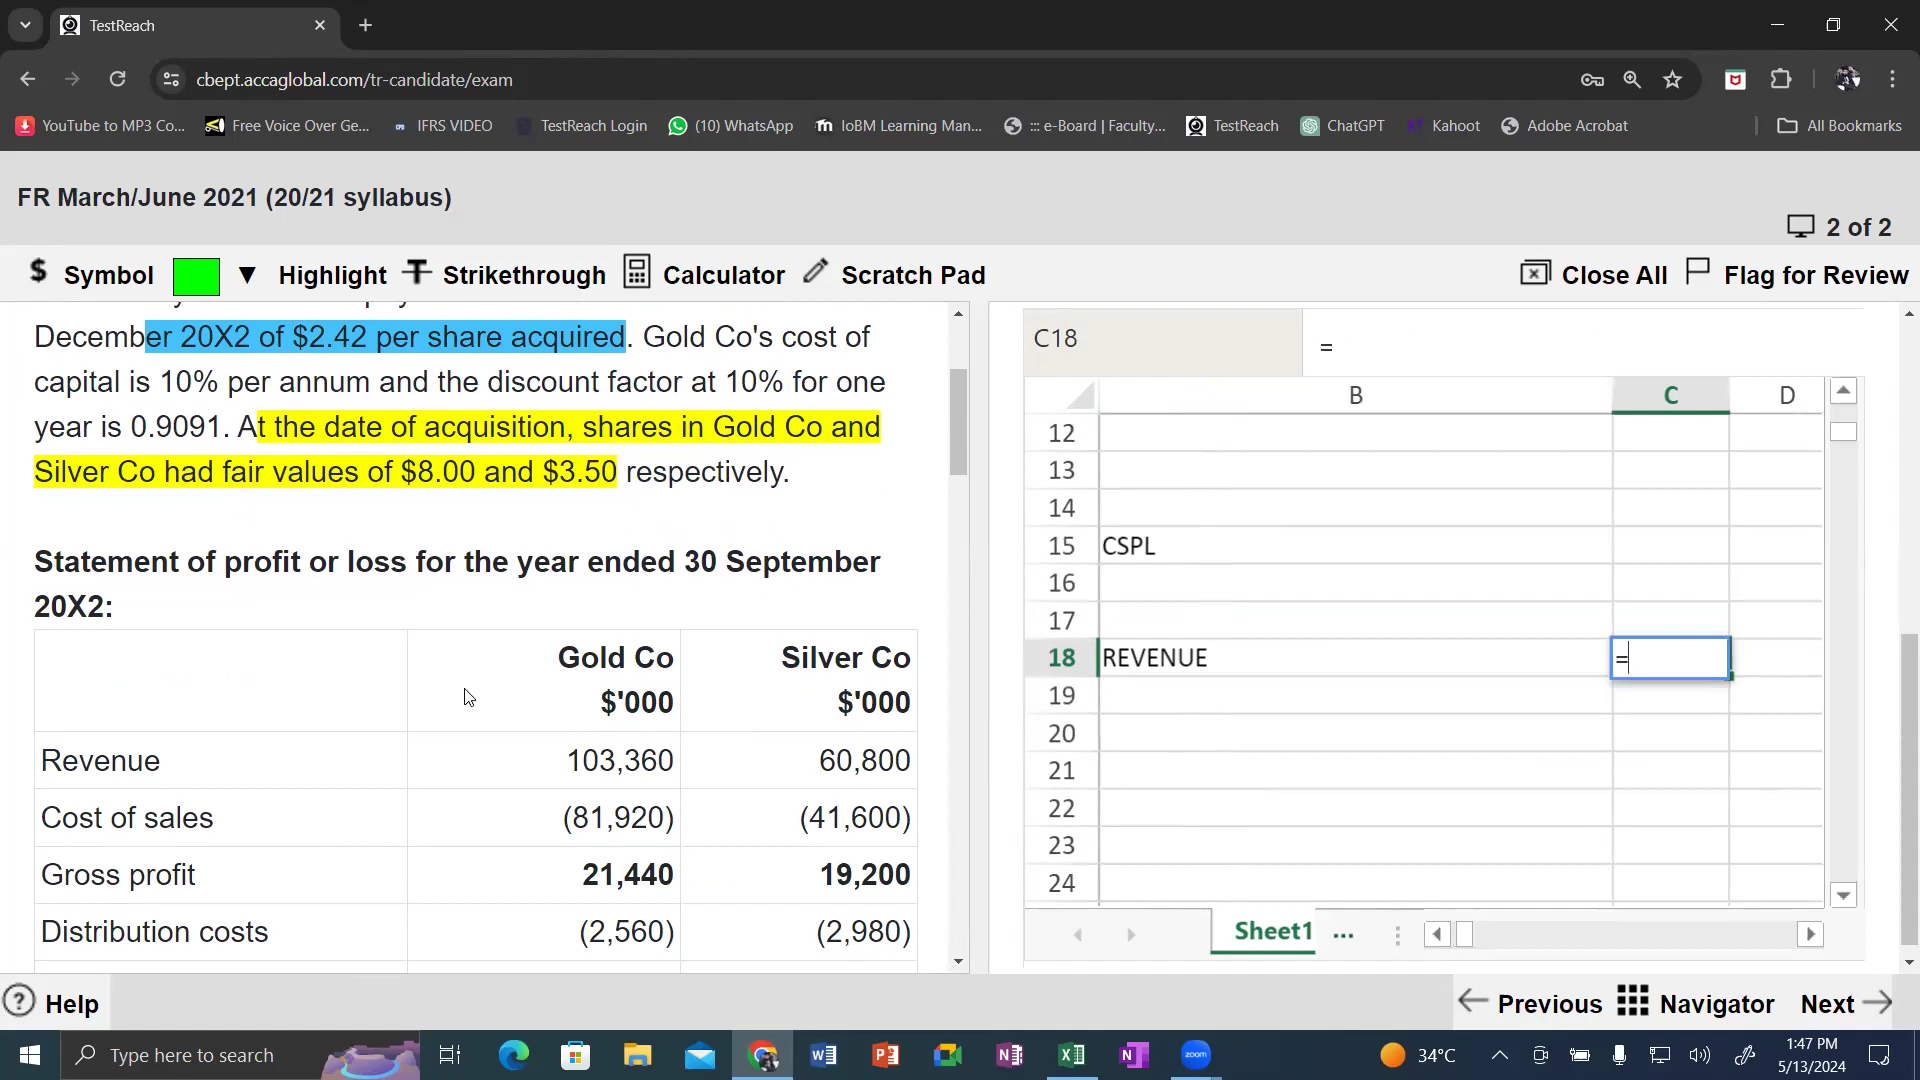 TestReach
cbept.accaglobal.com/tr-candidate/exam
YouTube to MP3 Co... Free Voice Over Ge... IFRS VIDEO TestReach Login (10) WhatsApp IoBM Learning Man... ::: e-Board | Faculty... TestReach ChatGPT Kahoot Adobe Acrobat All Bookmarks
FR March/June 2021 (20/21 syllabus)
2 of 2
$ Symbol Highlight Strikethrough Calculator Scratch Pad Close All Flag for Review
December 20X2 of $2.42 per share acquired. Gold Co's cost of
capital is 10% per annum and the discount factor at 10% for one
year is 0.9091. At the date of acquisition, shares in Gold Co and
Silver Co had fair values of $8.00 and $3.50 respectively.
Statement of profit or loss for the year ended 30 September
20X2:
Gold Co Silver Co
$'000 $'000
Revenue 103,360 60,800
Cost of sales (81,920) (41,600)
Gross profit 21,440 19,200
Distribution costs (2,560) (2,980)
C18 =
B C D
12
13
14
15 CSPL
16
17
18 REVENUE =
19
20
21
22
23
24
Sheet1 ...
Help Previous Navigator Next
Type here to search 34°C 1:47 PM
5/13/2024